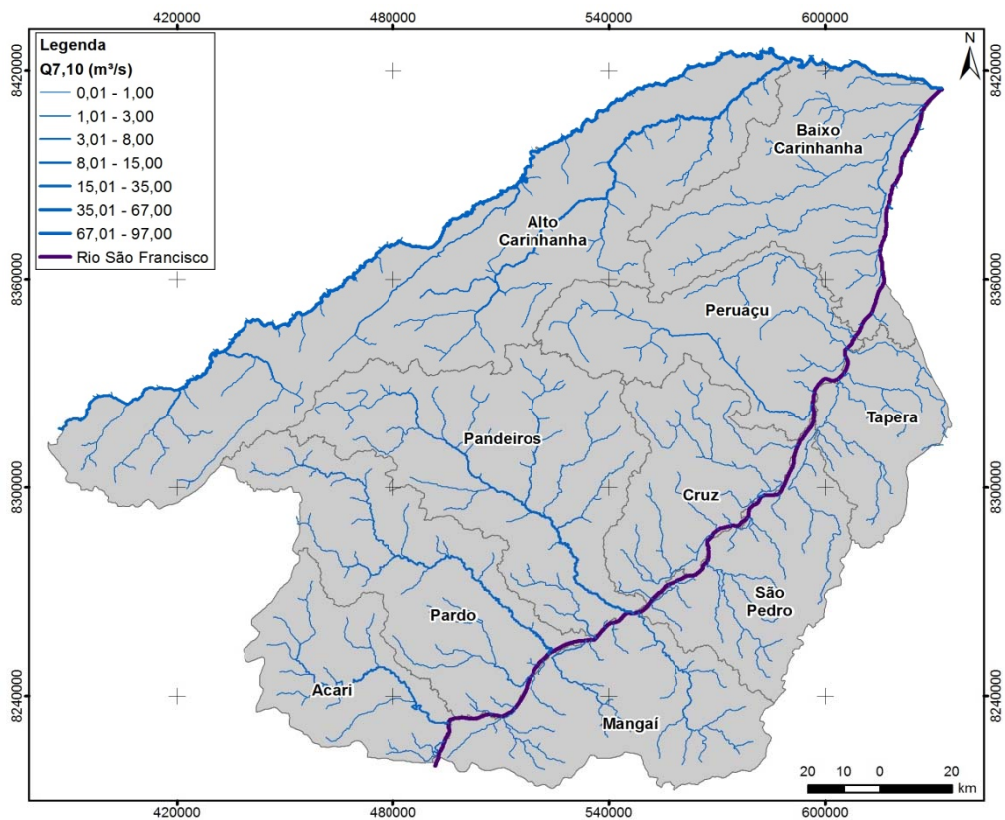 420000 480000 540000 600000
Legenda
Q7,10 (m³/s)
0,01 - 1,00
1,01 - 3,00
3,01 - 8,00
8,01 - 15,00
15,01 - 35,00
35,01 - 67,00
67,01 - 97,00
Rio São Francisco
N
8420000
8420000
Baixo
Carinhanha
Alto
Carinhanha
8360000
8360000
Peruaçu
Tapera
Pandeiros
8300000
8300000
Cruz
São
Pedro
Pardo
Acari
8240000
8240000
Mangaí
20 10 0 20
km
420000 480000 540000 600000